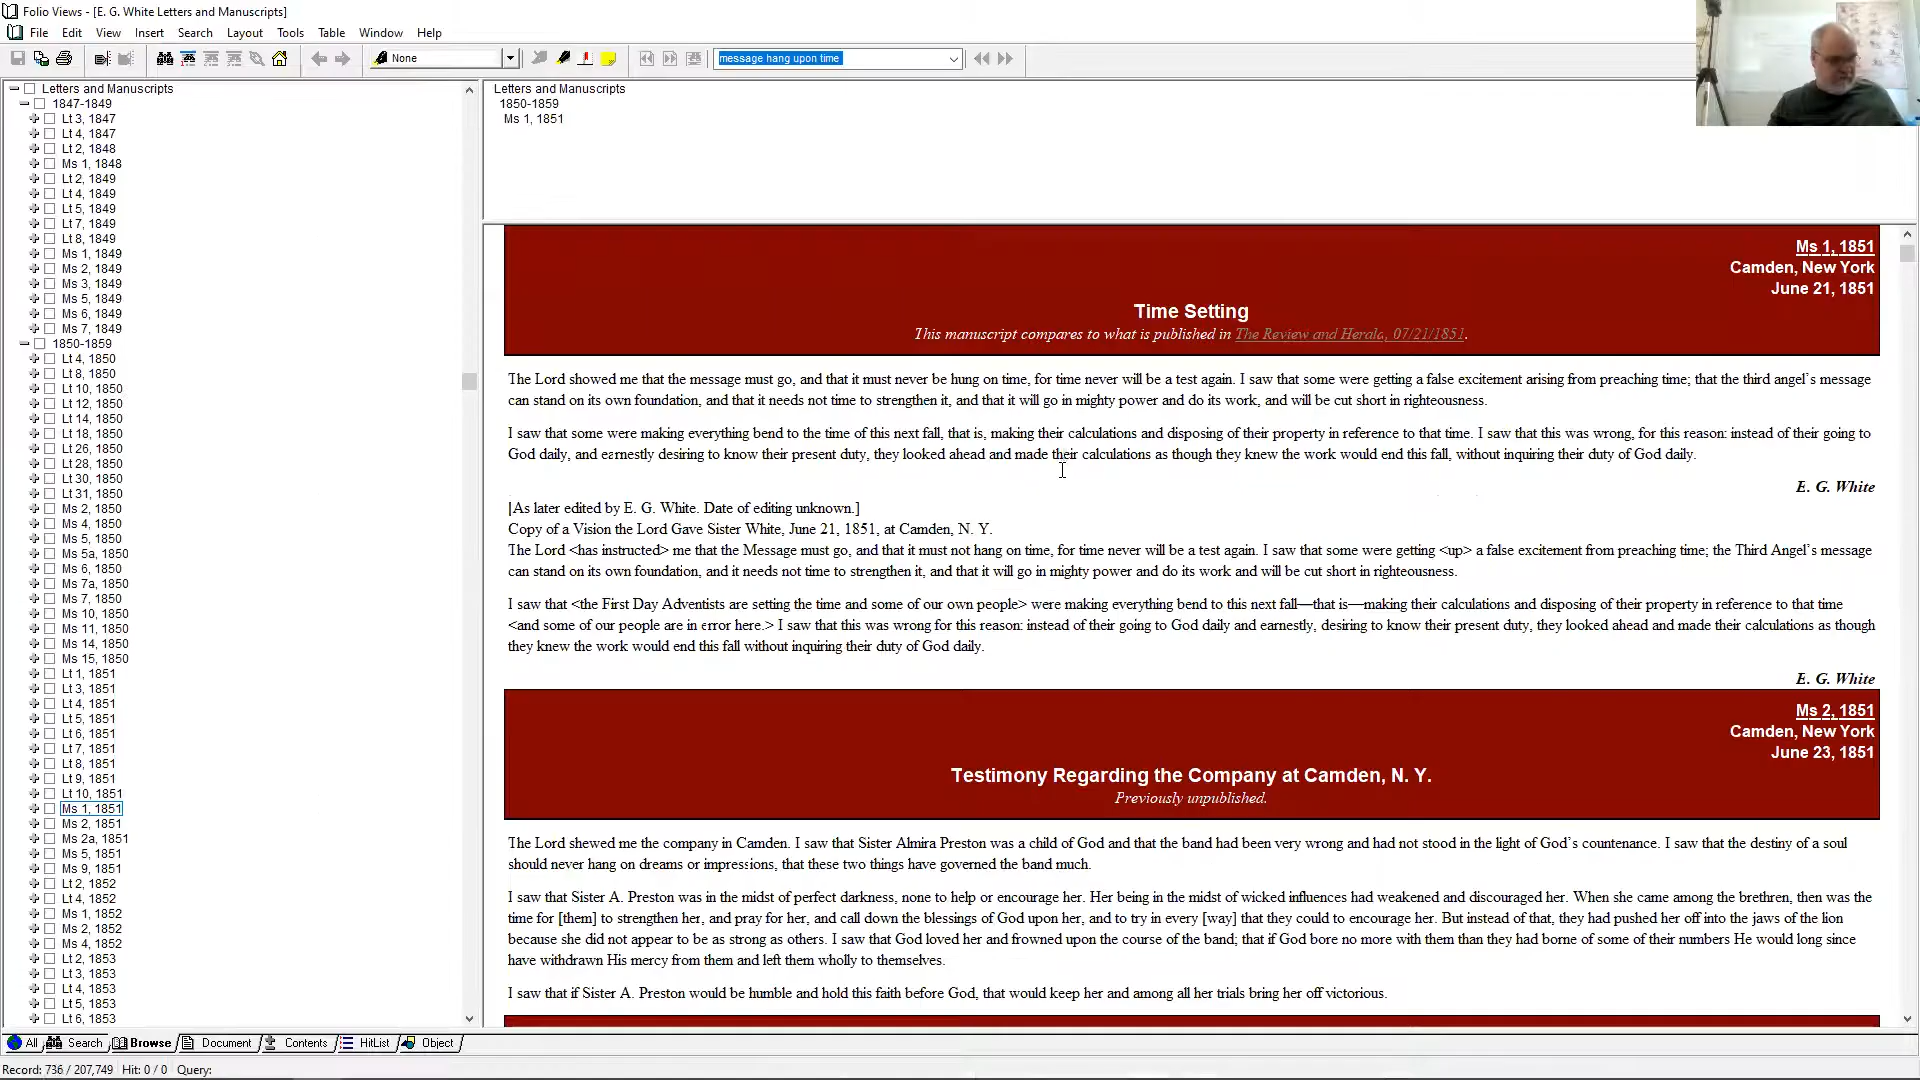 Folio Views - [E. G. White Letters and Manuscripts]
File Edit View Insert Search Layout Tools Table Window Help
None
message hang upon time
Letters and Manuscripts
1847-1849
Lt 3, 1847
Lt 4, 1847
Lt 2, 1848
Ms 1, 1848
Lt 2, 1849
Lt 4, 1849
Lt 5, 1849
Lt 7, 1849
Lt 8, 1849
Ms 1, 1849
Ms 2, 1849
Ms 3, 1849
Ms 5, 1849
Ms 6, 1849
Ms 7, 1849
1850-1859
Lt 4, 1850
Lt 8, 1850
Lt 10, 1850
Lt 12, 1850
Lt 14, 1850
Lt 18, 1850
Lt 26, 1850
Lt 28, 1850
Lt 30, 1850
Lt 31, 1850
Ms 2, 1850
Ms 4, 1850
Ms 5, 1850
Ms 5a, 1850
Ms 6, 1850
Ms 7a, 1850
Ms 7, 1850
Ms 10, 1850
Ms 11, 1850
Ms 14, 1850
Ms 15, 1850
Lt 1, 1851
Lt 3, 1851
Lt 4, 1851
Lt 5, 1851
Lt 6, 1851
Lt 7, 1851
Lt 8, 1851
Lt 9, 1851
Lt 10, 1851
Ms 1, 1851
Ms 2, 1851
Ms 2a, 1851
Ms 5, 1851
Ms 9, 1851
Lt 2, 1852
Lt 4, 1852
Ms 1, 1852
Ms 2, 1852
Ms 4, 1852
Lt 2, 1853
Lt 3, 1853
Lt 4, 1853
Lt 5, 1853
Lt 6, 1853
Letters and Manuscripts
1850-1859
Ms 1, 1851
Ms 1, 1851
Camden, New York
June 21, 1851
Time Setting
This manuscript compares to what is published in The Review and Herald, 07/21/1851.
The Lord showed me that the message must go, and that it must never be hung on time, for time never will be a test again. I saw that some were getting a false excitement arising from preaching time; that the third angel's message
can stand on its own foundation, and that it needs not time to strengthen it, and that it will go in mighty power and do its work, and will be cut short in righteousness.
I saw that some were making everything bend to the time of this next fall, that is, making their calculations and disposing of their property in reference to that time. I saw that this was wrong, for this reason: instead of their going to
God daily, and earnestly desiring to know their present duty, they looked ahead and made their calculations as though they knew the work would end this fall, without inquiring their duty of God daily.
E. G. White
[As later edited by E. G. White. Date of editing unknown.]
Copy of a Vision the Lord Gave Sister White, June 21, 1851, at Camden, N. Y.
The Lord <has instructed> me that the Message must go, and that it must not hang on time, for time never will be a test again. I saw that some were getting <up> a false excitement from preaching time; the Third Angel's message
can stand on its own foundation, and it needs not time to strengthen it, and that it will go in mighty power and do its work and will be cut short in righteousness.
I saw that <the First Day Adventists are setting the time and some of our own people> were making everything bend to this next fall—that is—making their calculations and disposing of their property in reference to that time
<and some of our people are in error here.> I saw that this was wrong for this reason: instead of their going to God daily and earnestly, desiring to know their present duty, they looked ahead and made their calculations as though
they knew the work would end this fall without inquiring their duty of God daily.
E. G. White
Ms 2, 1851
Camden, New York
June 23, 1851
Testimony Regarding the Company at Camden, N. Y.
Previously unpublished.
The Lord shewed me the company in Camden. I saw that Sister Almira Preston was a child of God and that the band had been very wrong and had not stood in the light of God's countenance. I saw that the destiny of a soul
should never hang on dreams or impressions, that these two things have governed the band much.
I saw that Sister A. Preston was in the midst of perfect darkness, none to help or encourage her. Her being in the midst of wicked influences had weakened and discouraged her. When she came among the brethren, then was the
time for [them] to strengthen her, and pray for her, and call down the blessings of God upon her, and to try in every [way] that they could to encourage her. But instead of that, they had pushed her off into the jaws of the lion
because she did not appear to be as strong as others. I saw that God loved her and frowned upon the course of the band; that if God bore no more with them than they had borne of some of their numbers He would long since
have withdrawn His mercy from them and left them wholly to themselves.
I saw that if Sister A. Preston would be humble and hold this faith before God, that would keep her and among all her trials bring her off victorious.
All Search Browse Document Contents HitList Object
Record: 736 / 207,749 Hit: 0 / 0 Query: